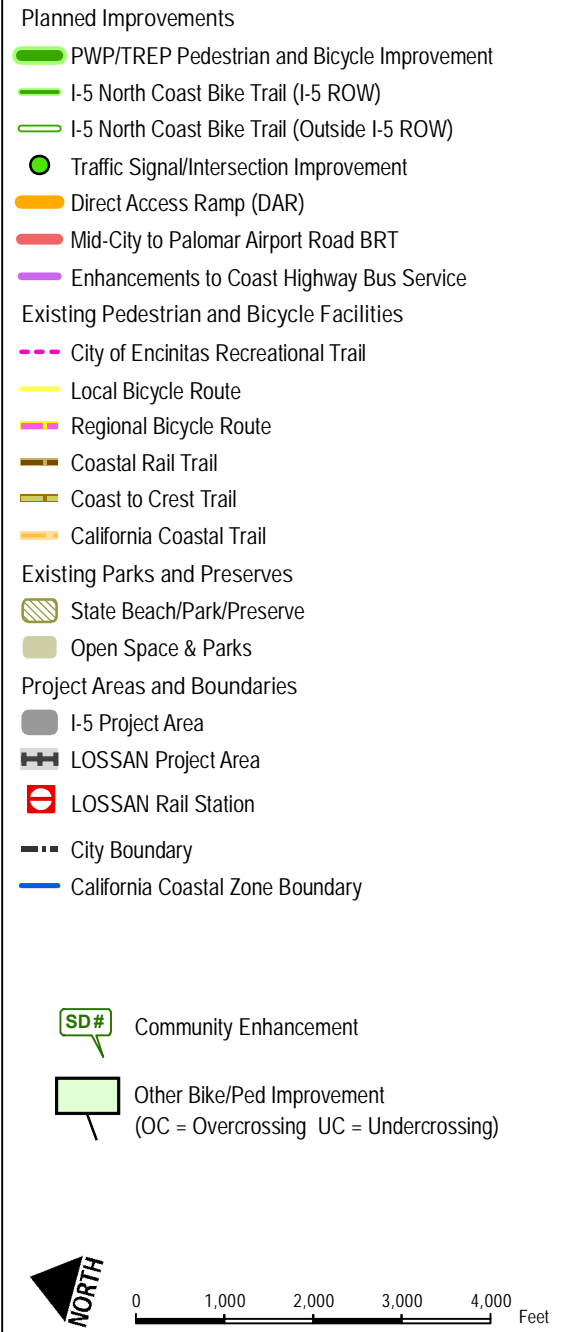 Planned Improvements
PWP/TREP Pedestrian and Bicycle Improvement
I-5 North Coast Bike Trail (I-5 ROW)
I-5 North Coast Bike Trail (Outside I-5 ROW)
Traffic Signal/Intersection Improvement
Direct Access Ramp (DAR)
Mid-City to Palomar Airport Road BRT
Enhancements to Coast Highway Bus Service
Existing Pedestrian and Bicycle Facilities
City of Encinitas Recreational Trail
Local Bicycle Route
Regional Bicycle Route
Coastal Rail Trail
Coast to Crest Trail
California Coastal Trail
Existing Parks and Preserves
State Beach/Park/Preserve
Open Space & Parks
Project Areas and Boundaries
I-5 Project Area
LOSSAN Project Area
LOSSAN Rail Station
City Boundary
California Coastal Zone Boundary
SD# Community Enhancement
Other Bike/Ped Improvement
(OC = Overcrossing UC = Undercrossing)
NORTH
0 1,000 2,000 3,000 4,000
Feet